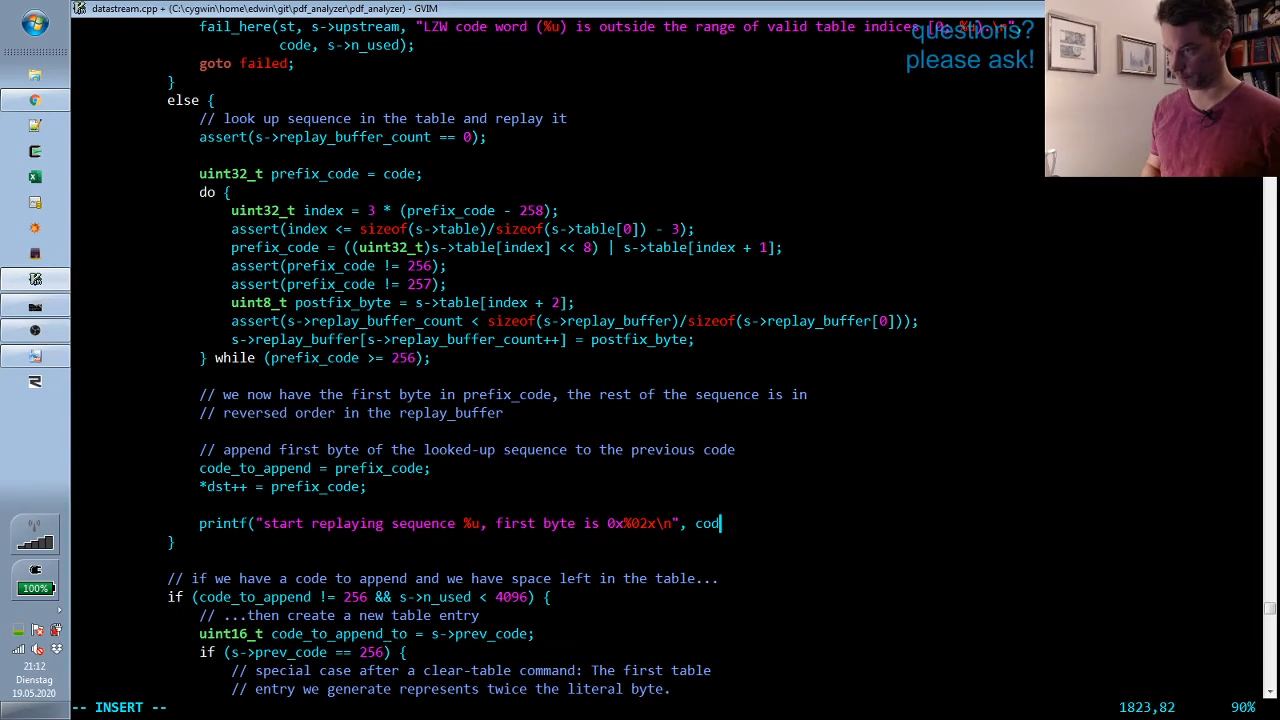 datastream.cpp + (C:\cygwin\home\edwin\git\pdf_analyzer\pdf_analyzer) - GVIM
fail_here(st, s->upstream, "LZW code word (%u) is outside the range of valid table indices [0; %u).\n",
code, s->n_used);
goto failed;
}
else {
// look up sequence in the table and replay it
assert(s->replay_buffer_count == 0);
uint32_t prefix_code = code;
do {
uint32_t index = 3 * (prefix_code - 258);
assert(index <= sizeof(s->table)/sizeof(s->table[0]) - 3);
prefix_code = ((uint32_t)s->table[index] << 8) | s->table[index + 1];
assert(prefix_code != 256);
assert(prefix_code != 257);
uint8_t postfix_byte = s->table[index + 2];
assert(s->replay_buffer_count < sizeof(s->replay_buffer)/sizeof(s->replay_buffer[0]));
s->replay_buffer[s->replay_buffer_count++] = postfix_byte;
} while (prefix_code >= 256);
// we now have the first byte in prefix_code, the rest of the sequence is in
// reversed order in the replay_buffer
// append first byte of the looked-up sequence to the previous code
code_to_append = prefix_code;
*dst++ = prefix_code;
printf("start replaying sequence %u, first byte is 0x%02x\n", cod
}
// if we have a code to append and we have space left in the table...
if (code_to_append != 256 && s->n_used < 4096) {
// ...then create a new table entry
uint16_t code_to_append_to = s->prev_code;
if (s->prev_code == 256) {
// special case after a clear-table command: The first table
// entry we generate represents twice the literal byte.
-- INSERT --
1823,82
90%
questions?
please ask!
100%
21:12
Dienstag
19.05.2020